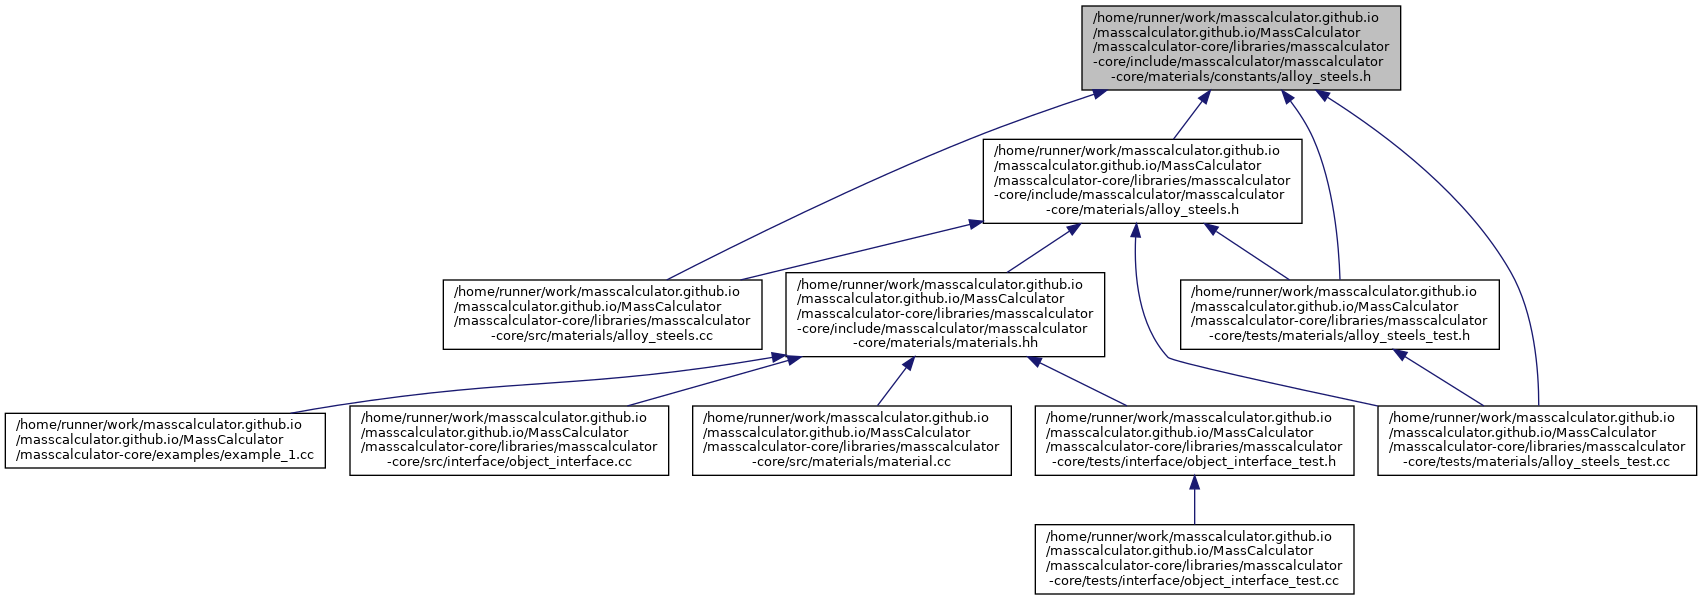 /home/runner/work/masscalculator.github.io
/masscalculator.github.io/MassCalculator
/masscalculator-core/libraries/masscalculator
-core/include/masscalculator/masscalculator
-core/materials/constants/alloy_steels.h
/home/runner/work/masscalculator.github.io
/masscalculator.github.io/MassCalculator
/masscalculator-core/libraries/masscalculator
-core/include/masscalculator/masscalculator
-core/materials/alloy_steels.h
/home/runner/work/masscalculator.github.io
/masscalculator.github.io/MassCalculator
/masscalculator-core/libraries/masscalculator
-core/src/materials/alloy_steels.cc
/home/runner/work/masscalculator.github.io
/masscalculator.github.io/MassCalculator
/masscalculator-core/libraries/masscalculator
-core/include/masscalculator/masscalculator
-core/materials/materials.hh
/home/runner/work/masscalculator.github.io
/masscalculator.github.io/MassCalculator
/masscalculator-core/libraries/masscalculator
-core/tests/materials/alloy_steels_test.h
/home/runner/work/masscalculator.github.io
/masscalculator.github.io/MassCalculator
/masscalculator-core/examples/example_1.cc
/home/runner/work/masscalculator.github.io
/masscalculator.github.io/MassCalculator
/masscalculator-core/libraries/masscalculator
-core/src/interface/object_interface.cc
/home/runner/work/masscalculator.github.io
/masscalculator.github.io/MassCalculator
/masscalculator-core/libraries/masscalculator
-core/src/materials/material.cc
/home/runner/work/masscalculator.github.io
/masscalculator.github.io/MassCalculator
/masscalculator-core/libraries/masscalculator
-core/tests/interface/object_interface_test.h
/home/runner/work/masscalculator.github.io
/masscalculator.github.io/MassCalculator
/masscalculator-core/libraries/masscalculator
-core/tests/materials/alloy_steels_test.cc
/home/runner/work/masscalculator.github.io
/masscalculator.github.io/MassCalculator
/masscalculator-core/libraries/masscalculator
-core/tests/interface/object_interface_test.cc